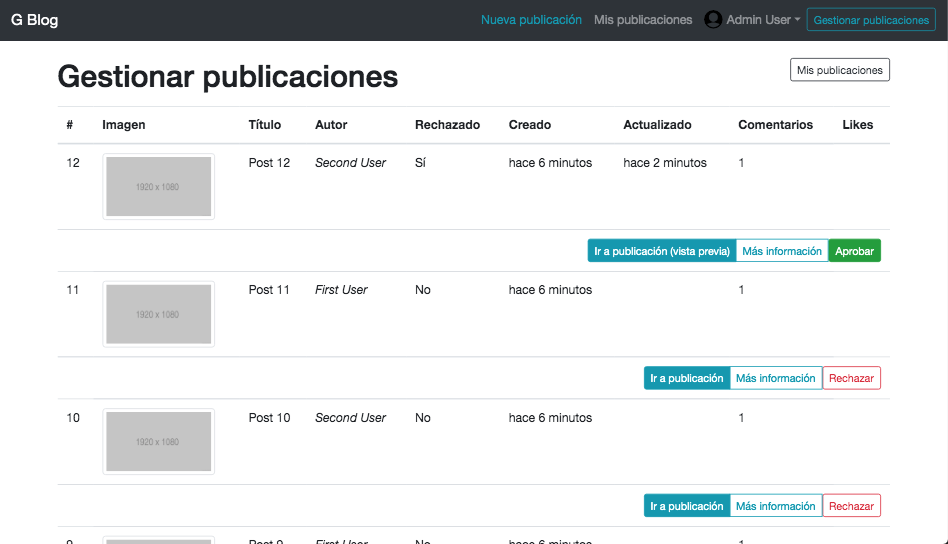 G Blog Nueva publicación Mis publicaciones Admin User Gestionar publicaciones
Gestionar publicaciones Mis publicaciones
# Imagen Título Autor Rechazado Creado Actualizado Comentarios Likes
12 1920 x 1080 Post 12 Second User Sí hace 6 minutos hace 2 minutos 1
Ir a publicación (vista previa) Más información Aprobar
11 1920 x 1080 Post 11 First User No hace 6 minutos 1
Ir a publicación Más información Rechazar
10 1920 x 1080 Post 10 Second User No hace 6 minutos 1
Ir a publicación Más información Rechazar
9 Post 9 First User No hace 6 minutos 1